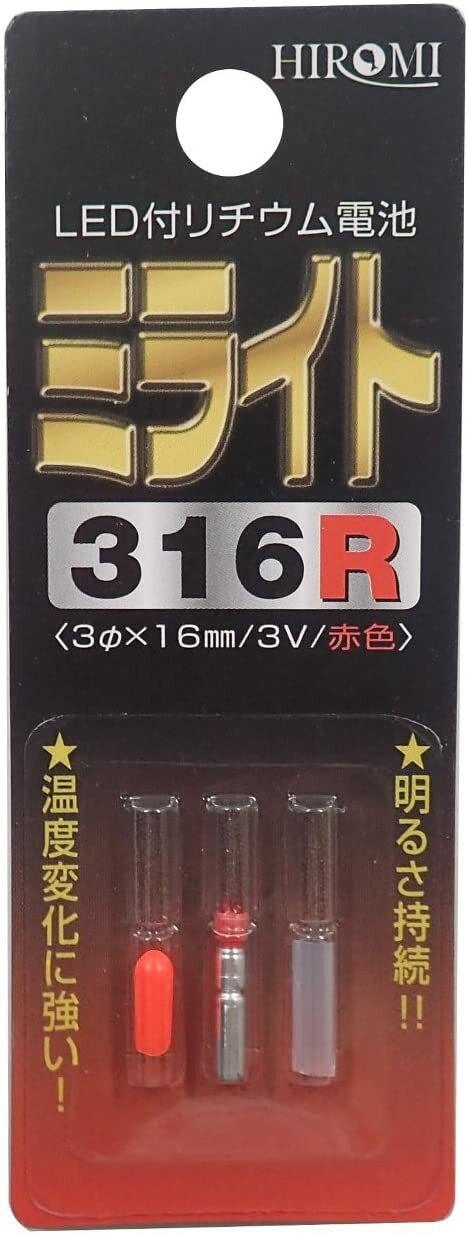 HIROMI
LED付リチウム電池
ミライト
316R
〈3φ×16㎜/3V/赤色〉
★明るさ持続!!
★温度変化に強い!